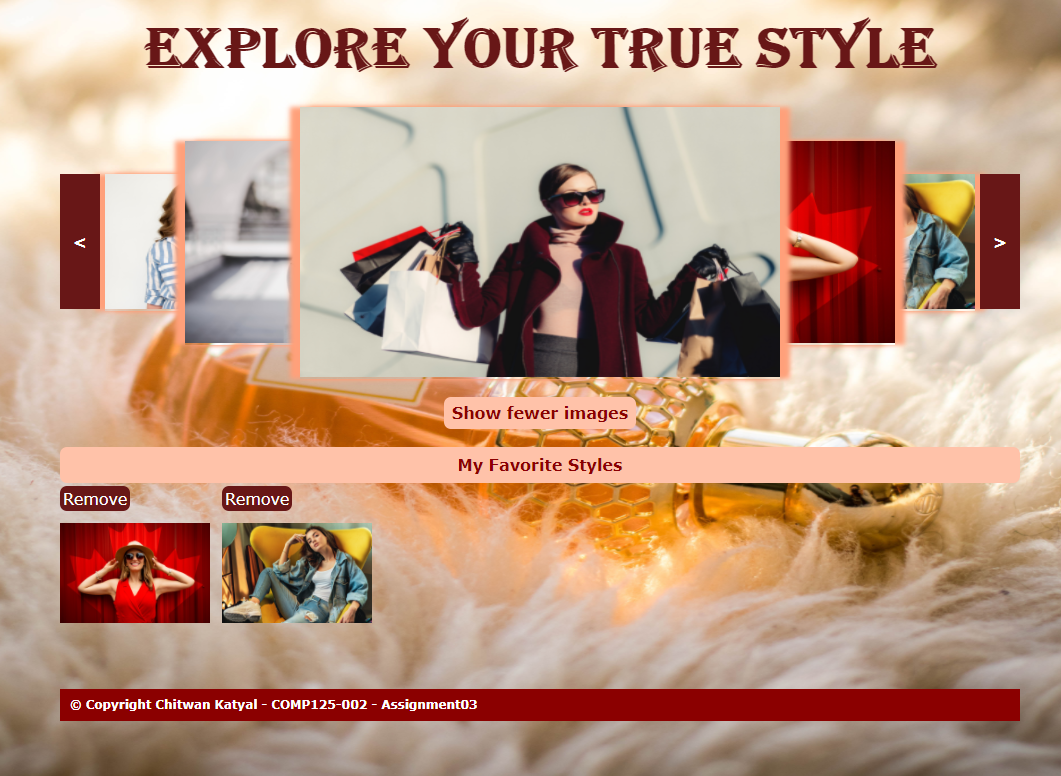 EXPLORE YOUR TRUE STYLE
<
>
Show fewer images
My Favorite Styles
Remove
Remove
© Copyright Chitwan Katyal - COMP125-002 - Assignment03